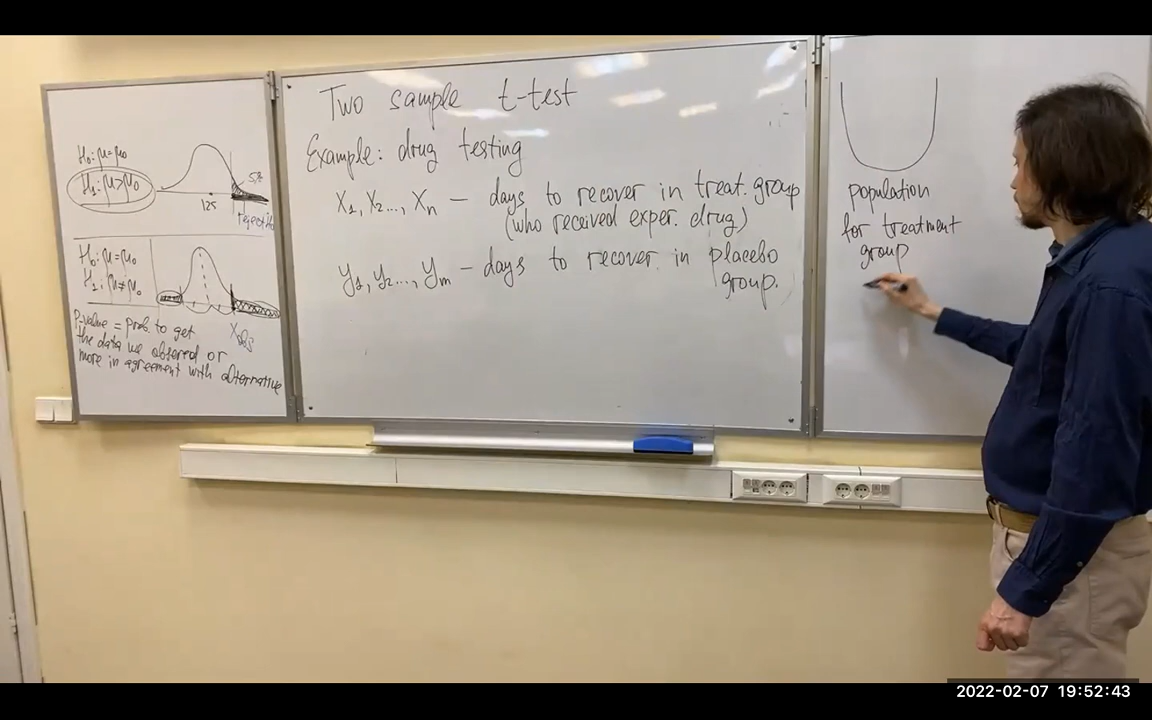 H₀: μ=μ₀
H₁: μ>μ₀
5%
125
reject H₀
H₀: μ=μ₀
H₁: μ≠μ₀
Xobs
P-value = prob. to get
the data we observed or
more in agreement with alternative
Two sample t-test
Example: drug testing
X₁, X₂..., Xn — days to recover in treat. group
(who received exper. drug)
y₁, y₂..., ym — days to recover in placebo
group.
population
for treatment
group
2022-02-07 19:52:43